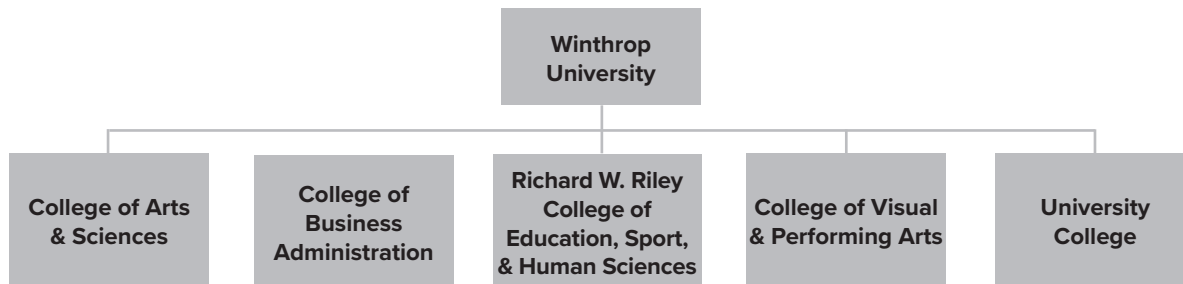 Winthrop
University
College of Arts
& Sciences
College of
Business
Administration
Richard W. Riley
College of
Education, Sport,
& Human Sciences
College of Visual
& Performing Arts
University
College